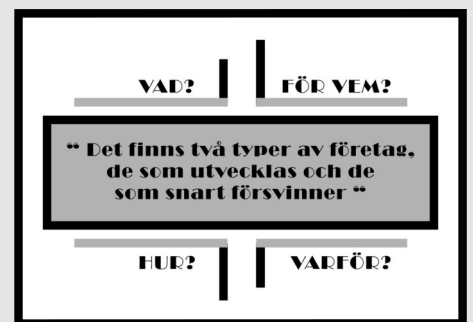 VAD?
FÖR VEM?
“ Det finns två typer av företag,
de som utvecklas och de
som snart försvinner “
HUR?
VARFÖR?